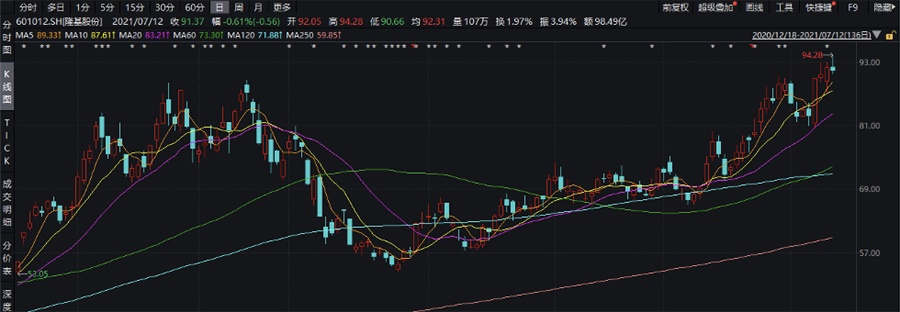 分时 多日 1分 5分 15分 30分 60分 日 周 月 更多 前复权 超级叠加 画线 工具 快捷键 F9 隐藏
601012.SH[隆基股份] 2021/07/12 收 91.37 幅 -0.61%(-0.56) 开 92.05 高 94.28 低 90.66 均 92.31 量 107万 换 1.97% 振 3.94% 额 98.49亿
MA5 89.33↑ MA10 87.61↑ MA20 83.21↑ MA60 73.30↑ MA120 71.88↑ MA250 59.85↑ 2020/12/18-2021/07/12(136日)
分时图
K线图
TICK
成交明细
分价表
深度
94.28
53.05
93.00
81.00
69.00
57.00